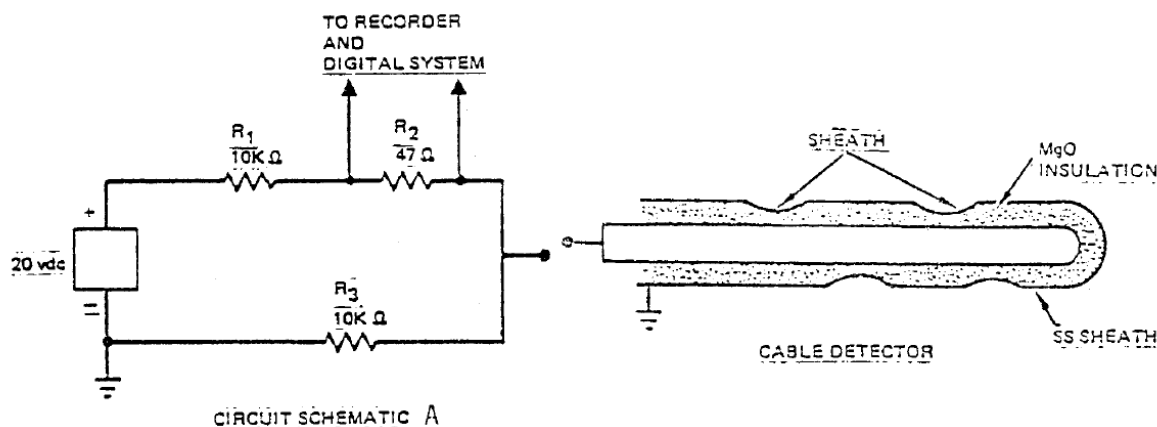 TO RECORDER
AND
DIGITAL SYSTEM
R1
10K Ω
R2
47 Ω
SHEATH
MgO
INSULATION
+
20 vdc
R3
10K Ω
SS SHEATH
CABLE DETECTOR
CIRCUIT SCHEMATIC A